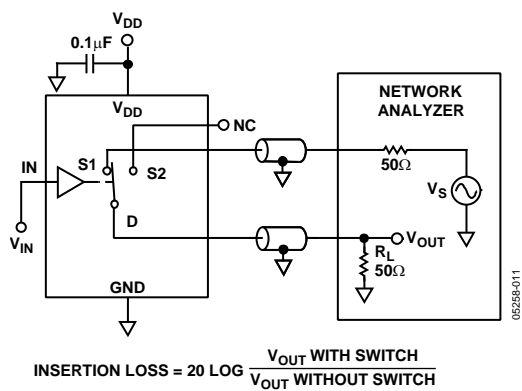 VDD
0.1µF
VDD
NC
NETWORK
ANALYZER
S1
S2
IN
50Ω
VS
D
VIN
VOUT
RL
50Ω
GND
05258-011
INSERTION LOSS = 20 LOG VOUT WITH SWITCH
VOUT WITHOUT SWITCH